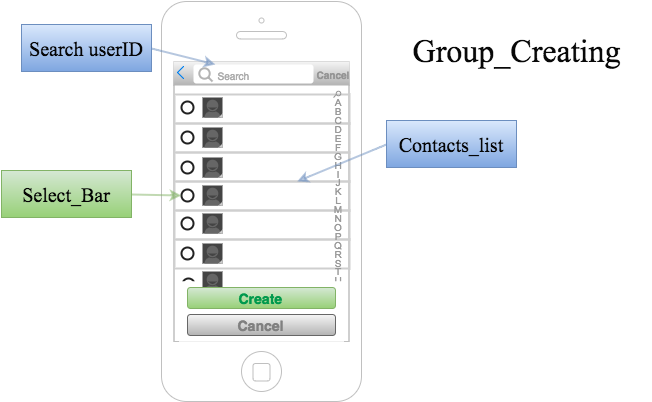 Group_Creating
Search userID
Search
Cancel
A
B
C
D
E
F
G
H
I
J
K
L
M
N
O
P
Q
R
S
T
U
Contacts_list
Select_Bar
Create
Cancel